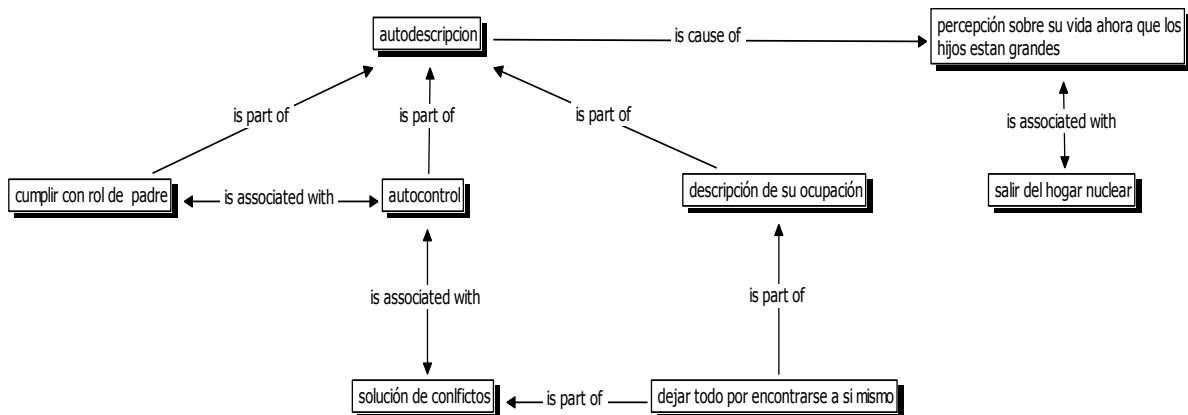 autodescripcion
is cause of
percepción sobre su vida ahora que los
hijos estan grandes
is part of
is part of
is part of
is associated with
cumplir con rol de padre
is associated with
autocontrol
descripción de su ocupación
salir del hogar nuclear
is associated with
is part of
solución de conlfictos
is part of
dejar todo por encontrarse a si mismo